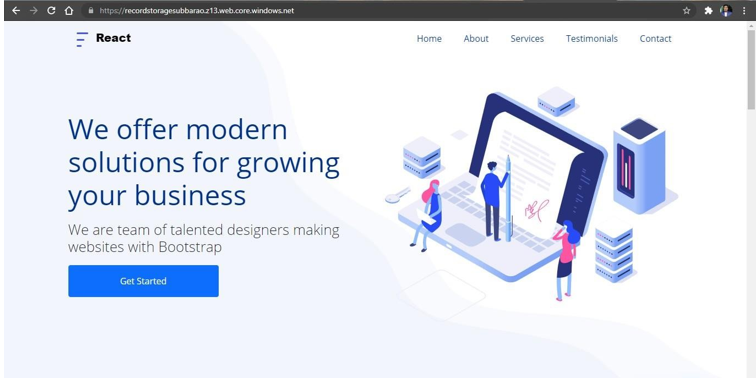 https://recordstoragesubbarao.z13.web.core.windows.net
React
Home About Services Testimonials Contact
We offer modern
solutions for growing
your business
We are team of talented designers making
websites with Bootstrap
Get Started